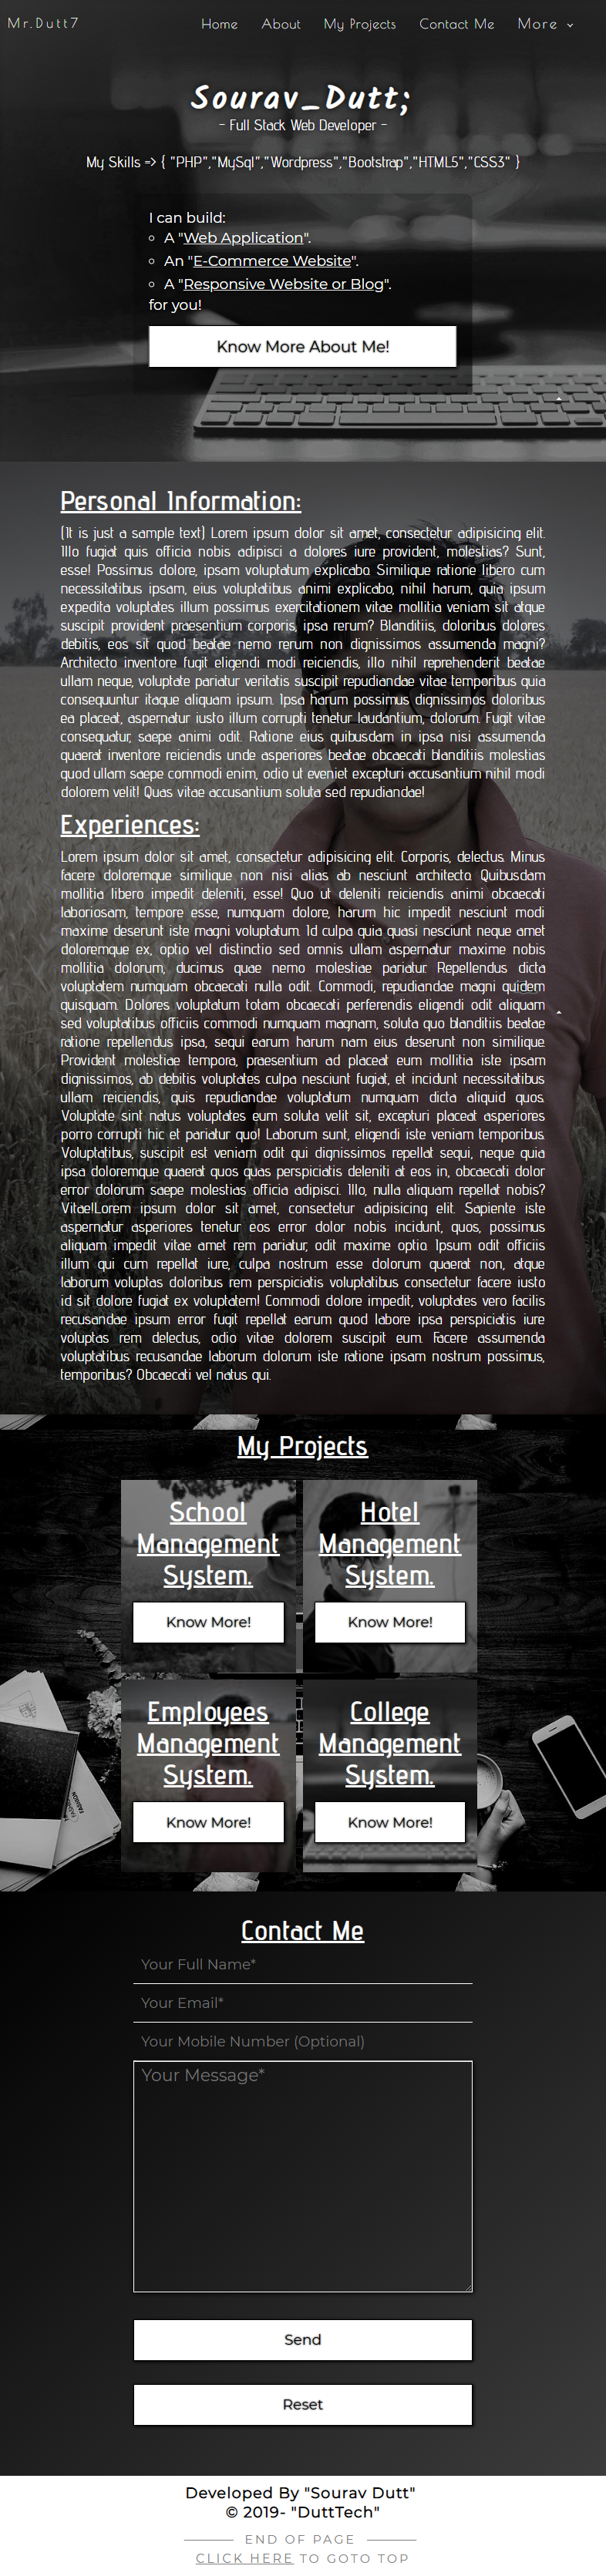 Mr.Dutt7 Home About My Projects Contact Me More
Sourav_Dutt;
- Full Stack Web Developer -
My Skills => { "PHP","MySql","Wordpress","Bootstrap","HTML5","CSS3" }
I can build:
A "Web Application".
An "E-Commerce Website".
A "Responsive Website or Blog".
for you!
Know More About Me!
Personal Information:
(It is just a sample text) Lorem ipsum dolor sit amet, consectetur adipisicing elit.
Illo fugiat quis officia nobis adipisci a dolores iure provident, molestias? Sunt,
esse! Possimus dolore, ipsam voluptatum explicabo. Similique ratione libero cum
necessitatibus ipsam, eius voluptatibus animi explicabo, nihil harum, quia ipsum
expedita voluptates illum possimus exercitationem vitae mollitia veniam sit atque
suscipit provident praesentium corporis, ipsa rerum? Blanditiis, doloribus dolores
debitis, eos sit quod beatae nemo rerum non dignissimos assumenda magni?
Architecto inventore fugit eligendi modi reiciendis, illo nihil reprehenderit beatae
ullam neque, voluptate pariatur veritatis suscipit repudiandae vitae temporibus quia
consequuntur itaque aliquam ipsum. Ipsa harum possimus dignissimos doloribus
ea placeat, aspernatur iusto illum corrupti tenetur laudantium, dolorum. Fugit vitae
consequatur, saepe animi odit. Ratione eius quibusdam in ipsa nisi assumenda
quaerat inventore reiciendis unde asperiores beatae obcaecati blanditiis molestias
quod ullam saepe commodi enim, odio ut eveniet excepturi accusantium nihil modi
dolorem velit! Quas vitae accusantium soluta sed repudiandae!
Experiences:
Lorem ipsum dolor sit amet, consectetur adipisicing elit. Corporis, delectus. Minus
facere doloremque similique non nisi alias ab nesciunt architecto. Quibusdam
mollitia libero impedit deleniti, esse! Quo ut deleniti reiciendis animi obcaecati
laboriosam, tempore esse, numquam dolore, harum hic impedit nesciunt modi
maxime deserunt iste magni voluptatum. Id culpa quia quasi nesciunt neque amet
doloremque ex, optio vel distinctio sed omnis ullam aspernatur maxime nobis
mollitia dolorum, ducimus quae nemo molestiae pariatur. Repellendus dicta
voluptatem numquam obcaecati nulla odit. Commodi, repudiandae magni quidem
quisquam. Dolores voluptatum totam obcaecati perferendis eligendi odit aliquam
sed voluptatibus officiis commodi numquam magnam, soluta quo blanditiis beatae
ratione repellendus ipsa, sequi earum harum nam eius deserunt non similique.
Provident molestiae tempora, praesentium ad placeat eum mollitia iste ipsam
dignissimos, ab debitis voluptates culpa nesciunt fugiat, et incidunt necessitatibus
ullam reiciendis, quis repudiandae voluptatum numquam dicta aliquid quos.
Voluptate sint natus voluptates eum soluta velit sit, excepturi placeat asperiores
porro corrupti hic et pariatur quo! Laborum sunt, eligendi iste veniam temporibus.
Voluptatibus, suscipit est veniam odit qui dignissimos repellat sequi, neque quia
ipsa doloremque quaerat quos quas perspiciatis deleniti at eos in, obcaecati dolor
error dolorum saepe molestias officia adipisci. Illo, nulla aliquam repellat nobis?
Vitae!Lorem ipsum dolor sit amet, consectetur adipisicing elit. Sapiente iste
aspernatur asperiores tenetur eos error dolor nobis incidunt, quos, possimus
aliquam impedit vitae amet rem pariatur, odit maxime optio. Ipsum odit officiis
illum qui cum repellat iure, culpa nostrum esse dolorum quaerat non, atque
laborum voluptas doloribus rem perspiciatis voluptatibus consectetur facere iusto
id sit dolore fugiat ex voluptatem! Commodi dolore impedit, voluptates vero facilis
recusandae ipsum error fugit repellat earum quod labore ipsa perspiciatis iure
voluptas rem delectus, odio vitae dolorem suscipit eum. Facere assumenda
voluptatibus recusandae laborum dolorum iste ratione ipsam nostrum possimus,
temporibus? Obcaecati vel natus qui.
My Projects
School
Management
System.
Know More!
Hotel
Management
System.
Know More!
Employees
Management
System.
Know More!
College
Management
System.
Know More!
Contact Me
Your Full Name*
Your Email*
Your Mobile Number (Optional)
Your Message*
Send
Reset
Developed By "Sourav Dutt"
© 2019- "DuttTech"
END OF PAGE
CLICK HERE TO GOTO TOP